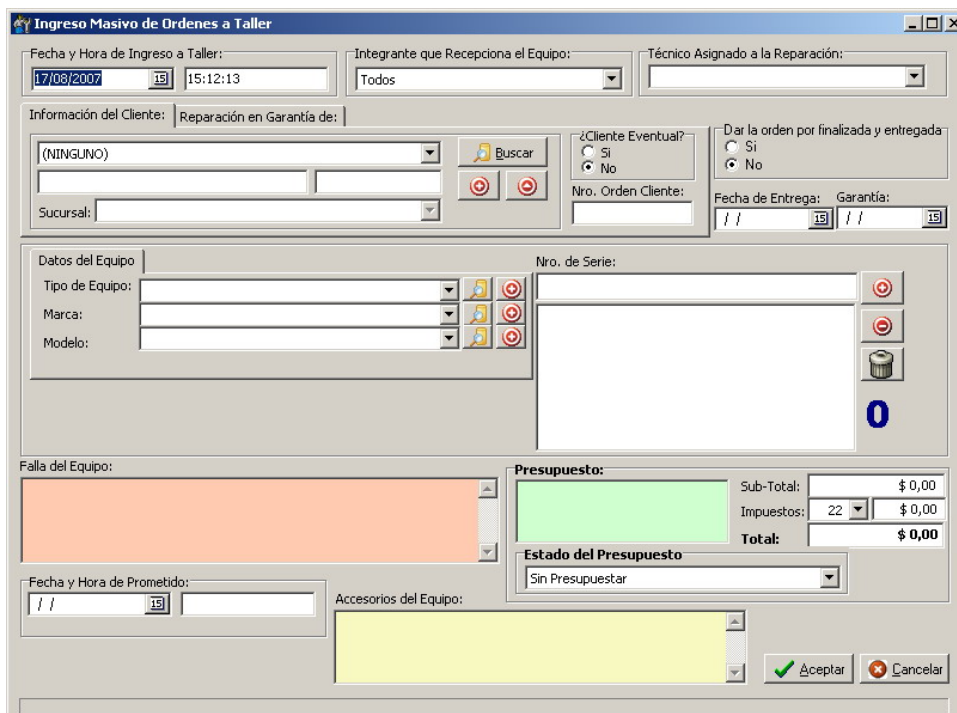 Ingreso Masivo de Ordenes a Taller
Fecha y Hora de Ingreso a Taller:
17/08/2007 15 15:12:13
Integrante que Recepciona el Equipo:
Todos
Técnico Asignado a la Reparación:
Información del Cliente: Reparación en Garantía de:
(NINGUNO)
Buscar
Sucursal:
¿Cliente Eventual?
Si
No
Nro. Orden Cliente:
Dar la orden por finalizada y entregada
Si
No
Fecha de Entrega: Garantía:
/ / 15 / / 15
Datos del Equipo
Tipo de Equipo:
Marca:
Modelo:
Nro. de Serie:
0
Falla del Equipo:
Presupuesto:
Sub-Total: $ 0,00
Impuestos: 22 $ 0,00
Total: $ 0,00
Estado del Presupuesto
Sin Presupuestar
Fecha y Hora de Prometido:
/ / 15
Accesorios del Equipo:
Aceptar Cancelar